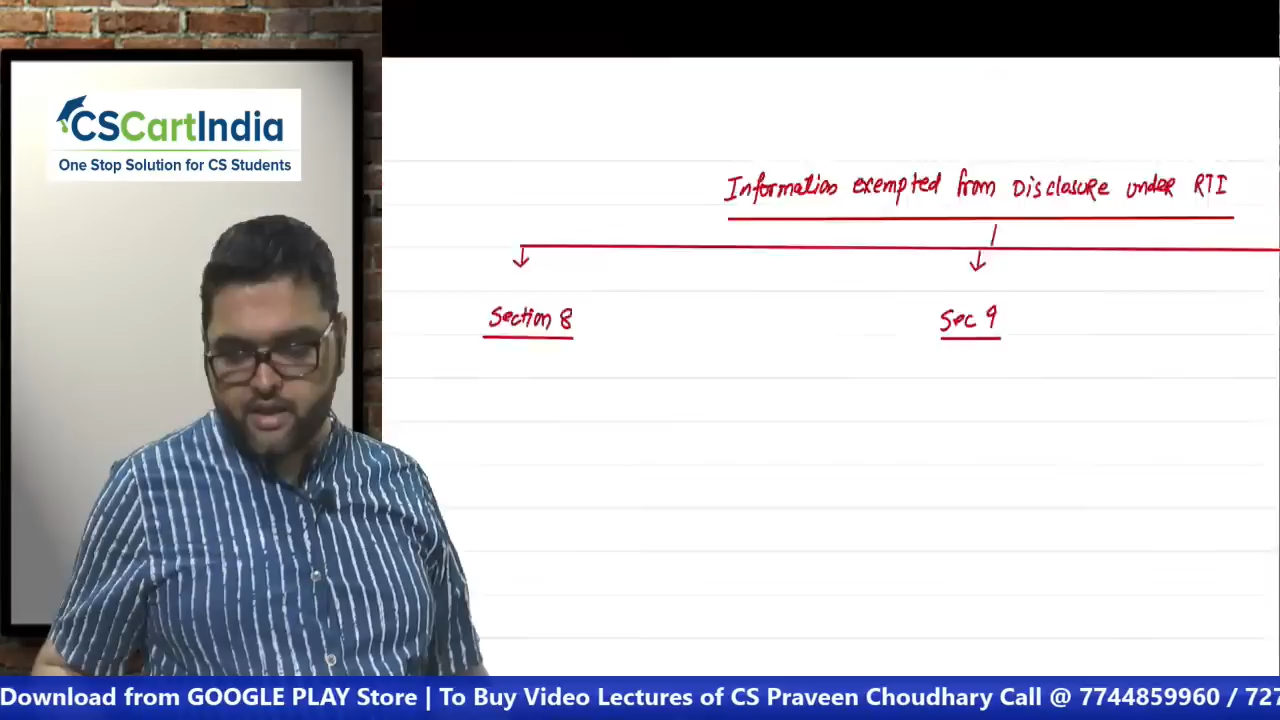 CSCartIndia
One Stop Solution for CS Students
Information exempted from Disclosure under RTI
Section 8
Sec 9
Download from GOOGLE PLAY Store | To Buy Video Lectures of CS Praveen Choudhary Call @ 7744859960 / 727